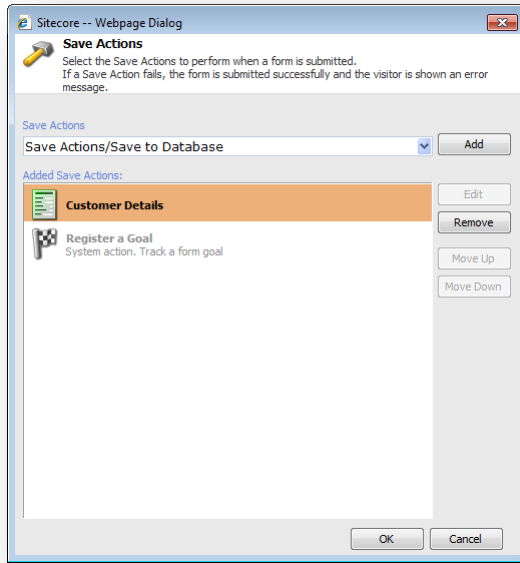 Sitecore -- Webpage Dialog
Save Actions
Select the Save Actions to perform when a form is submitted.
If a Save Action fails, the form is submitted successfully and the visitor is shown an error
message.
Save Actions
Save Actions/Save to Database
Add
Added Save Actions:
Customer Details
Edit
Remove
Register a Goal
System action. Track a form goal
Move Up
Move Down
OK
Cancel